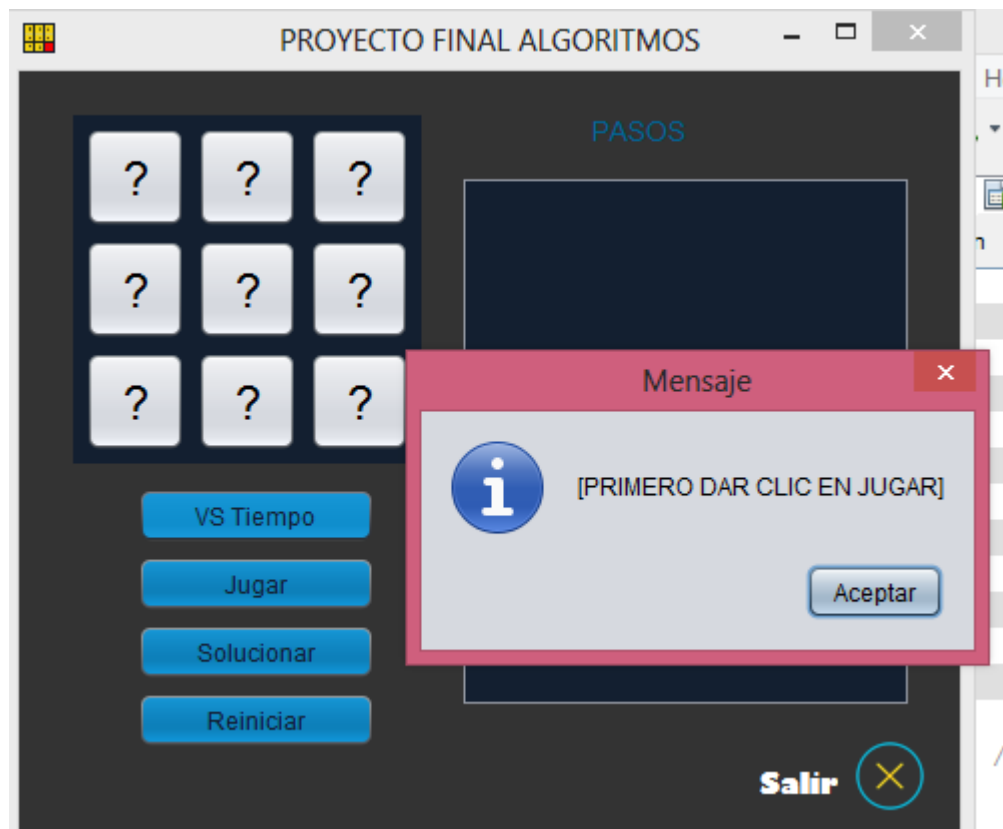 PROYECTO FINAL ALGORITMOS
PASOS
? ? ?
? ? ?
? ? ?
Mensaje
[PRIMERO DAR CLIC EN JUGAR]
Aceptar
VS Tiempo
Jugar
Solucionar
Reiniciar
Salir